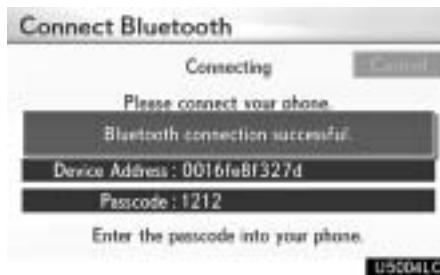 Connect Bluetooth
Connecting
Cancel
Please connect your phone.
Bluetooth connection successful.
Device Address : 0016fe8f327d
Passcode : 1212
Enter the passcode into your phone.
U5004LC